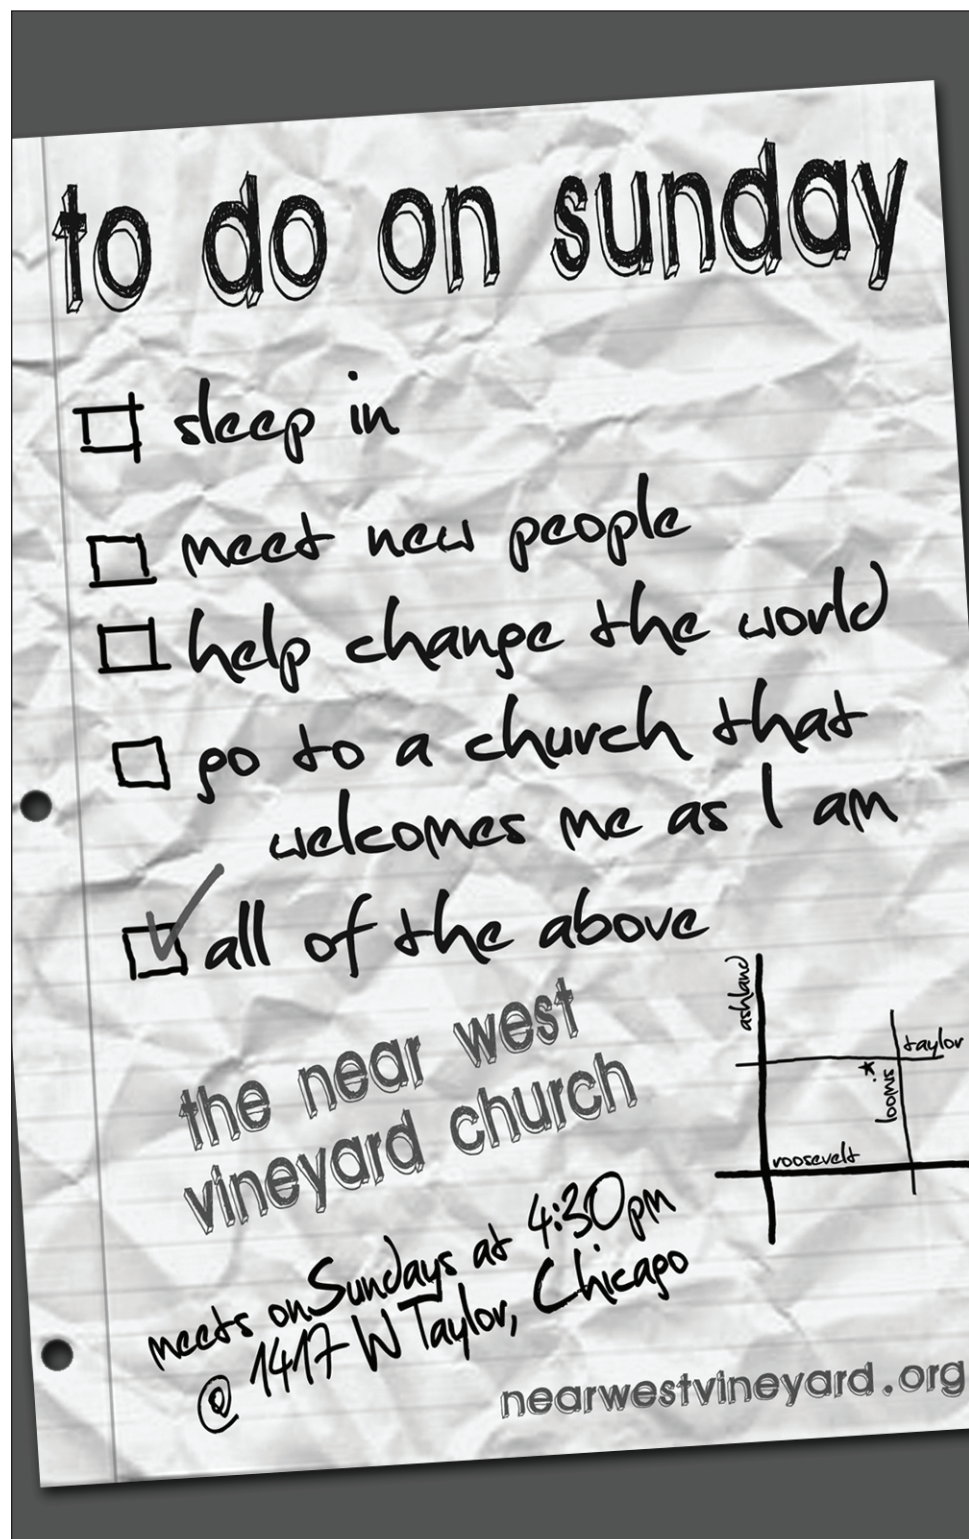 to do on sunday
sleep in
meet new people
help change the world
go to a church that
welcomes me as I am
all of the above
ashland
taylor
loomis
roosevelt
the near west
vineyard church
meets on Sundays at 4:30pm
@ 1417 W Taylor, Chicago
nearwestvineyard.org